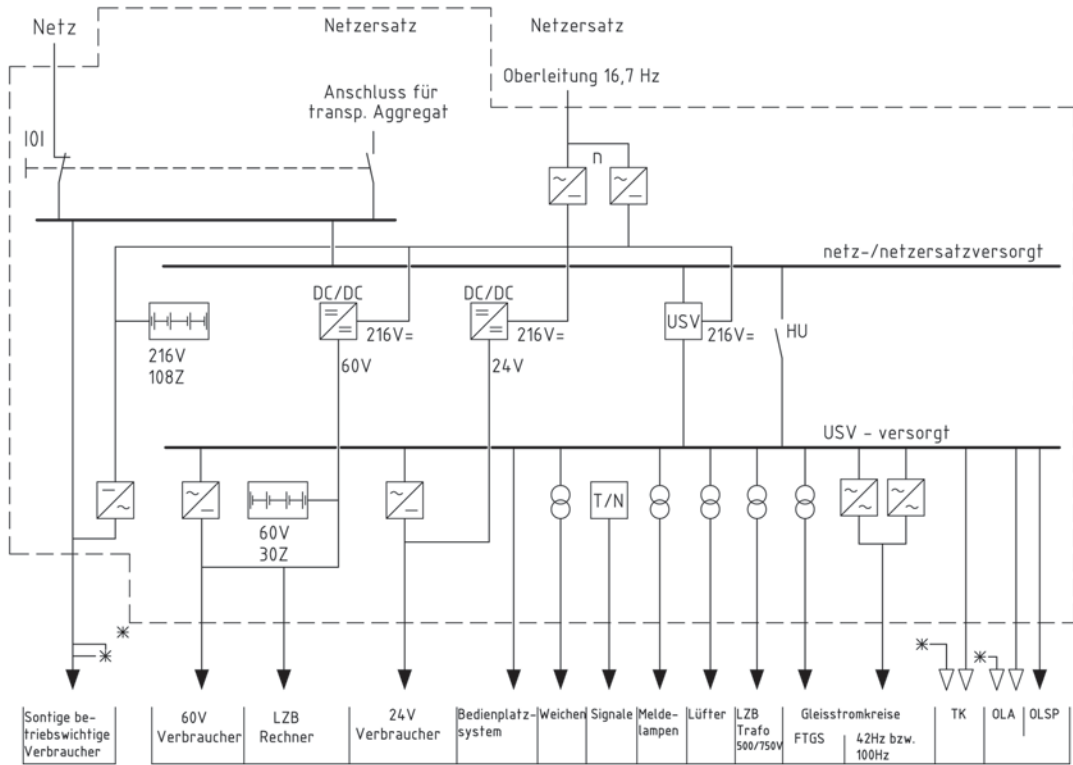 Netz
Netzersatz
Netzersatz
Oberleitung 16,7 Hz
Anschluss für
transp. Aggregat
101
n
netz-/netzersatzversorgt
DC/DC
DC/DC
216V=
216V=
USV
216V=
HU
216V
108Z
60V
24V
USV - versorgt
T/N
60V
30Z
*
*
*
*
Sontige be-
triebswichtige
Verbraucher
60V
Verbraucher
LZB
Rechner
24V
Verbraucher
Bedienplatz-
system
Weichen
Signale
Melde-
lampen
Lüfter
LZB
Trafo
500/750V
Gleisstromkreise
FTGS
42Hz bzw.
100Hz
TK
OLA
OLSP